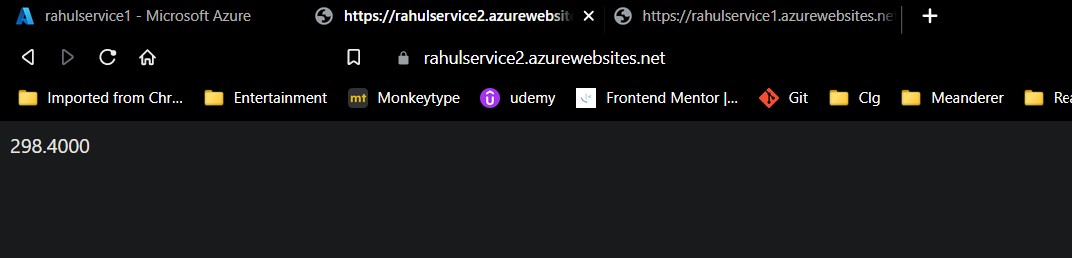 rahulservice1 - Microsoft Azure https://rahulservice2.azurewebsit https://rahulservice1.azurewebsites.ne
rahulservice2.azurewebsites.net
Imported from Chr... Entertainment mt Monkeytype udemy Frontend Mentor |... Git Clg Meanderer Rea
298.4000